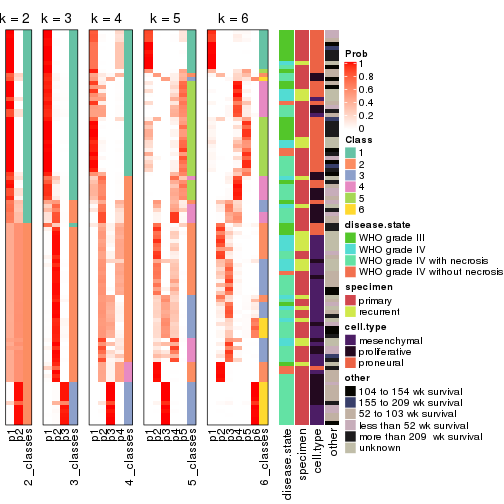 k = 2
k = 3
k = 4
k = 5
k = 6
Prob
1
0.8
0.6
0.4
0.2
0
Class
1
2
3
4
5
6
disease.state
WHO grade III
WHO grade IV
WHO grade IV with necrosis
WHO grade IV without necrosis
specimen
primary
recurrent
cell.type
mesenchymal
proliferative
proneural
other
104 to 154 wk survival
155 to 209 wk survival
52 to 103 wk survival
less than 52 wk survival
more than 209 wk survival
unknown
p1
p2
2_classes
p1
p2
p3
3_classes
p1
p2
p3
p4
4_classes
p1
p2
p3
p4
p5
5_classes
p1
p2
p3
p4
p5
p6
6_classes
disease.state
specimen
cell.type
other